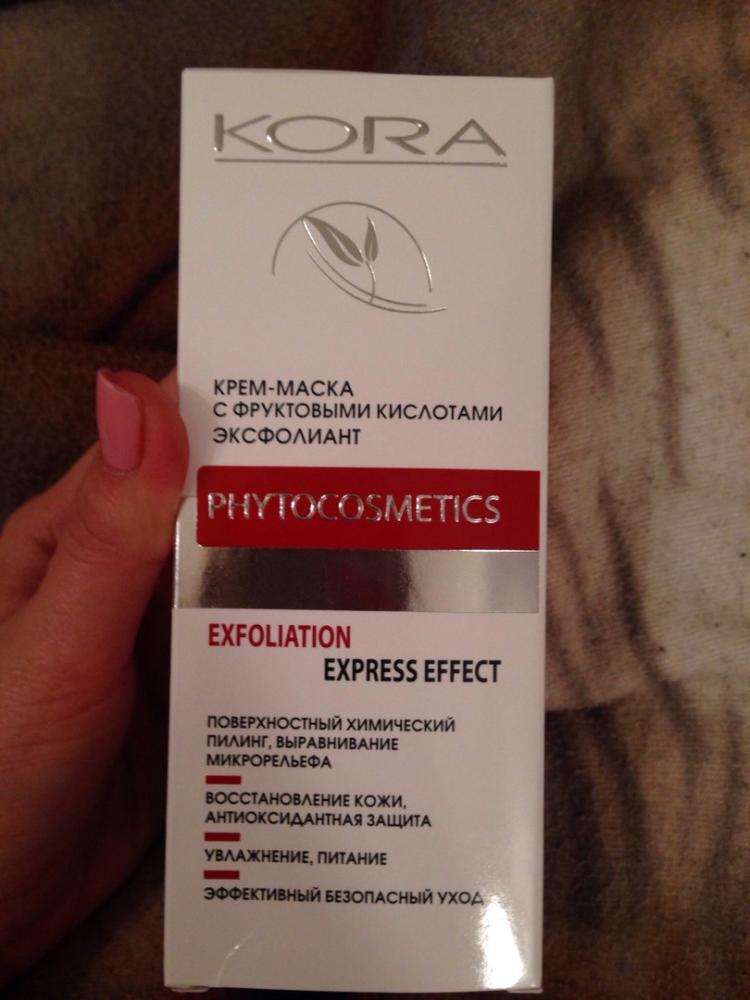 KORA
КРЕМ-МАСКА
С ФРУКТОВЫМИ КИСЛОТАМИ
ЭКСФОЛИАНТ
PHYTOCOSMETICS
EXFOLIATION
EXPRESS EFFECT
ПОВЕРХНОСТНЫЙ ХИМИЧЕСКИЙ
ПИЛИНГ, ВЫРАВНИВАНИЕ
МИКРОРЕЛЬЕФА
ВОССТАНОВЛЕНИЕ КОЖИ,
АНТИОКСИДАНТНАЯ ЗАЩИТА
УВЛАЖНЕНИЕ, ПИТАНИЕ
ЭФФЕКТИВНЫЙ БЕЗОПАСНЫЙ УХОД